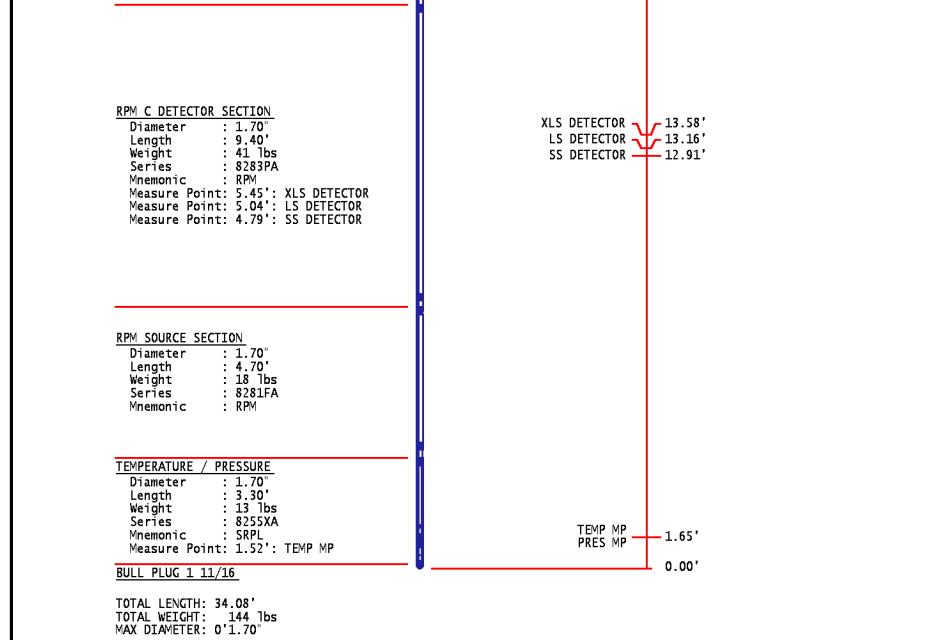 RPM C DETECTOR SECTION
Diameter : 1.70"
Length : 9.40'
Weight : 41 lbs
Series : 8283PA
Mnemonic : RPM
Measure Point: 5.45': XLS DETECTOR
Measure Point: 5.04': LS DETECTOR
Measure Point: 4.79': SS DETECTOR
XLS DETECTOR 13.58'
LS DETECTOR 13.16'
SS DETECTOR 12.91'
RPM SOURCE SECTION
Diameter : 1.70"
Length : 4.70'
Weight : 18 lbs
Series : 8281FA
Mnemonic : RPM
TEMPERATURE / PRESSURE
Diameter : 1.70"
Length : 3.30'
Weight : 13 lbs
Series : 8255XA
Mnemonic : SRPL
Measure Point: 1.52': TEMP MP
TEMP MP
PRES MP
1.65'
0.00'
BULL PLUG 1 11/16
TOTAL LENGTH: 34.08'
TOTAL WEIGHT: 144 lbs
MAX DIAMETER: 0'1.70"